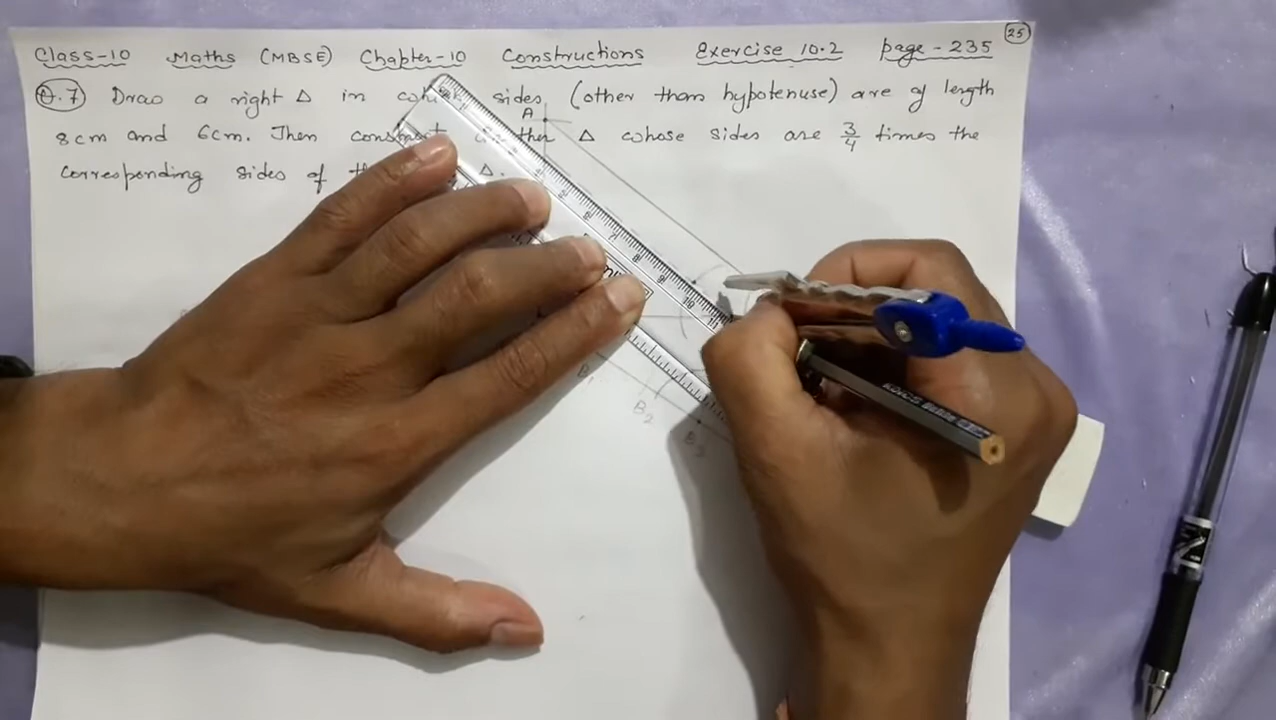 25
Class-10 Maths (MBSE) Chapter-10 Constructions Exercise 10.2 page-235
Q.7) Draw a right Δ in sides (other than hypotenuse) are of length
8cm and 6cm. Then Δ whose sides are 3/4 times the
corresponding sides of Δ.
A
B1
B2
B3